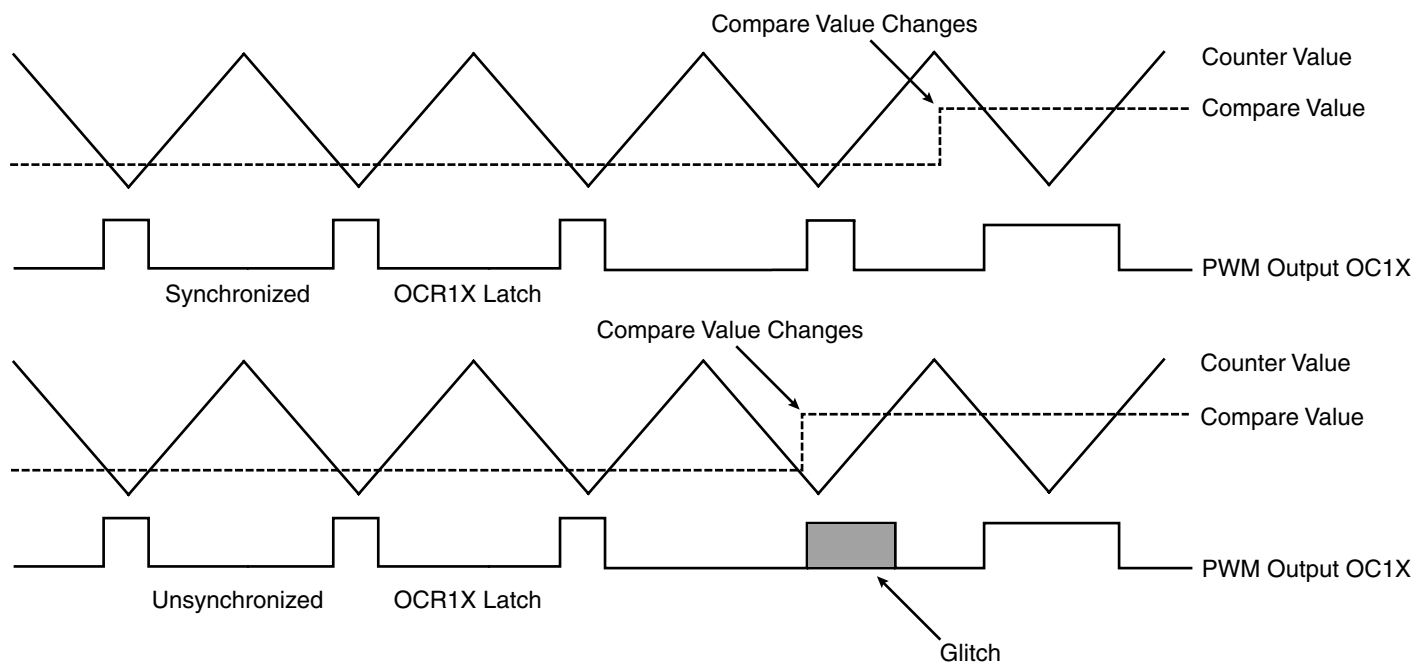 Compare Value Changes
Counter Value
Compare Value
PWM Output OC1X
Synchronized OCR1X Latch
Compare Value Changes
Counter Value
Compare Value
PWM Output OC1X
Unsynchronized OCR1X Latch
Glitch